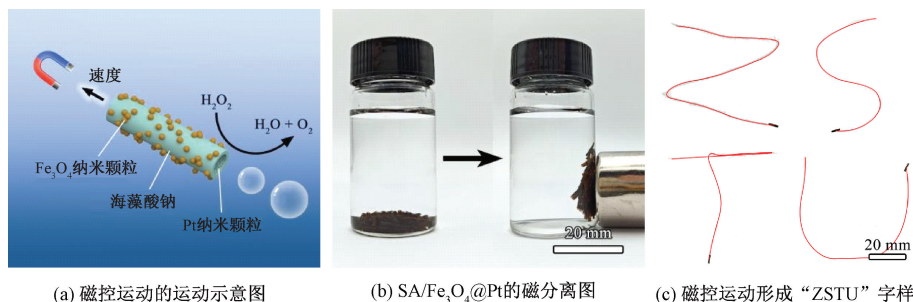 速度
H₂O₂
H₂O + O₂
Fe₃O₄纳米颗粒
海藻酸钠
Pt纳米颗粒
(a) 磁控运动的运动示意图
20 mm
(b) SA/Fe₃O₄@Pt的磁分离图
20 mm
(c) 磁控运动形成“ZSTU”字样